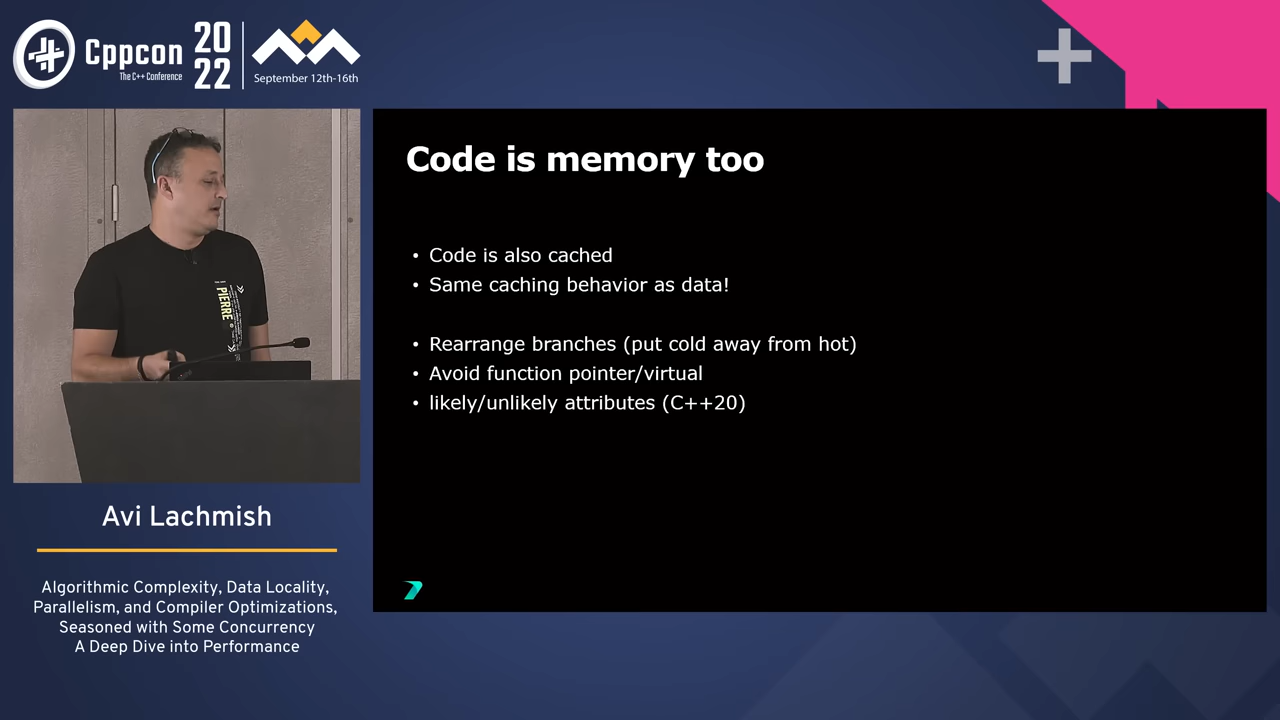 Cppcon
The C++ Conference
20
22
September 12th-16th
PIERRE
Code is memory too
• Code is also cached
• Same caching behavior as data!
• Rearrange branches (put cold away from hot)
• Avoid function pointer/virtual
• likely/unlikely attributes (C++20)
Avi Lachmish
Algorithmic Complexity, Data Locality,
Parallelism, and Compiler Optimizations,
Seasoned with Some Concurrency
A Deep Dive into Performance